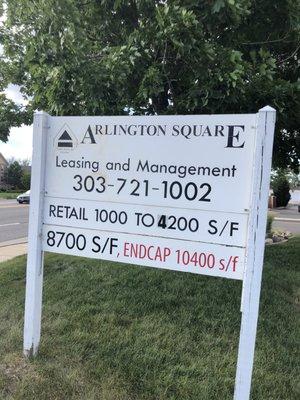 ARLINGTON SQUARE
Leasing and Management
303-721-1002
RETAIL 1000 TO 4200 S/F
8700 S/F, ENDCAP 10400 s/f